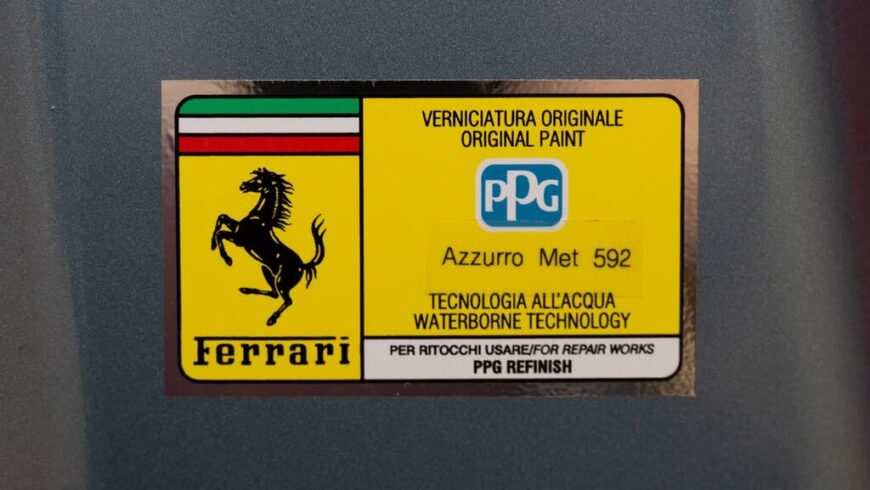 VERNICIATURA ORIGINALE
ORIGINAL PAINT
PPG
Azzurro Met 592
TECNOLOGIA ALL'ACQUA
WATERBORNE TECHNOLOGY
Ferrari
PER RITOCCHI USARE/FOR REPAIR WORKS
PPG REFINISH